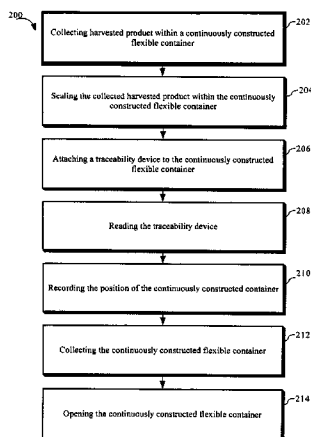 200
Collecting harvested product within a continuously constructed
flexible container
202
Sealing the collected harvested product within the continuously
constructed flexible container
204
Attaching a traceability device to the continuously constructed
flexible container
206
Reading the traceability device
208
Recording the position of the continuously constructed container
210
Collecting the continuously constructed flexible container
212
Opening the continuously constructed flexible container
214